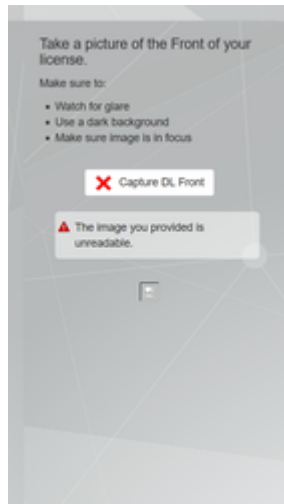 Take a picture of the Front of your
license.
Make sure to:
• Watch for glare
• Use a dark background
• Make sure image is in focus
Capture DL Front
The image you provided is
unreadable.